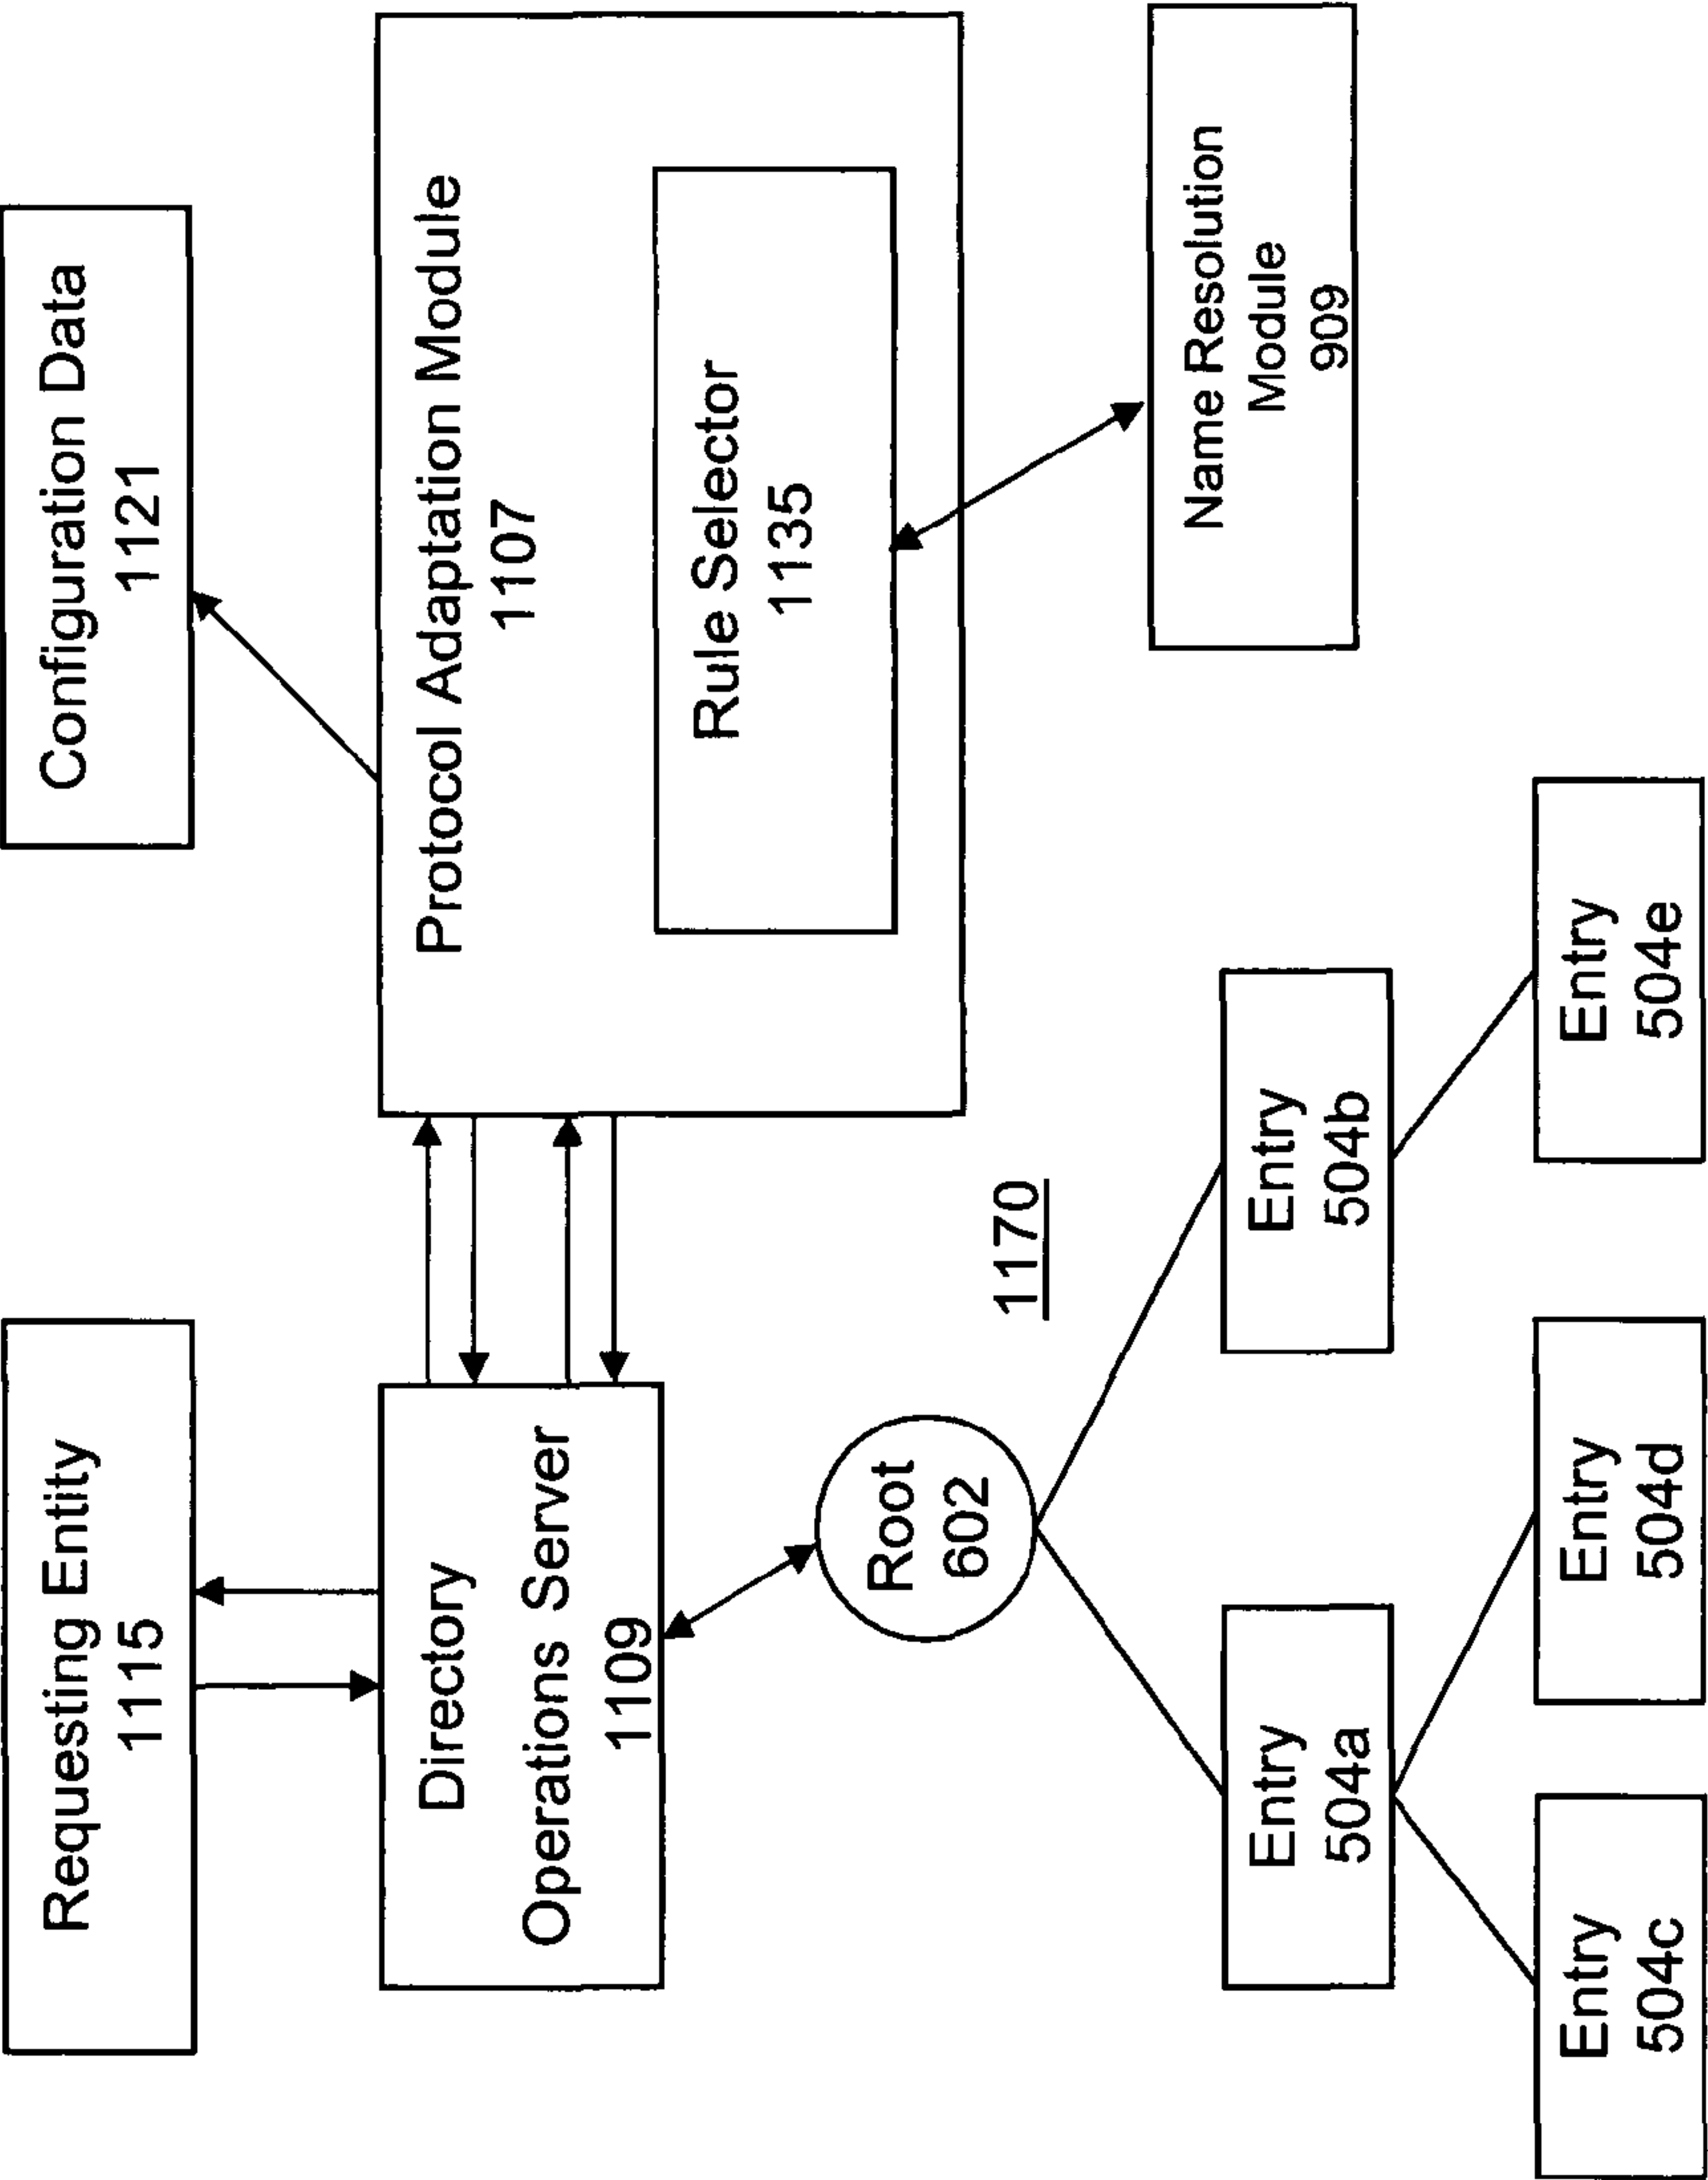 Requesting Entity
1115
Configuration Data
1121
Directory
Operations Server
1109
Protocol Adaptation Module
1107
Rule Selector
1135
Root
602
1170
Name Resolution
Module
909
Entry
504a
Entry
504b
Entry
504c
Entry
504d
Entry
504e